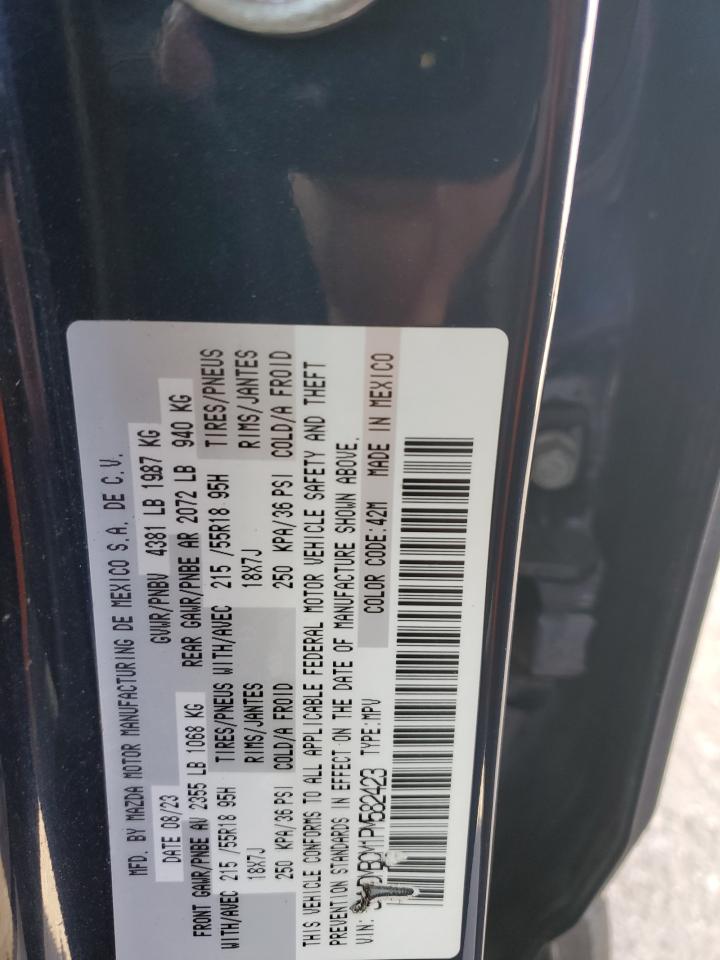 MFD. BY MAZDA MOTOR MANUFACTURING DE MEXICO S.A. DE C.V.
DATE 08/23 GVWR/PNBV 4381 LB 1987 KG
FRONT GAWR/PNBE AV 2355 LB 1068 KG REAR GAWR/PNBE AR 2072 LB 940 KG
WITH/AVEC 215 /55R18 95H TIRES/PNEUS WITH/AVEC 215 /55R18 95H TIRES/PNEUS
18X7J RIMS/JANTES 18X7J RIMS/JANTES
250 KPA/36 PSI COLD/A FROID 250 KPA/36 PSI COLD/A FROID
THIS VEHICLE CONFORMS TO ALL APPLICABLE FEDERAL MOTOR VEHICLE SAFETY AND THEFT
PREVENTION STANDARDS IN EFFECT ON THE DATE OF MANUFACTURE SHOWN ABOVE.
VIN: TYPE:MPV COLOR CODE:42M MADE IN MEXICO